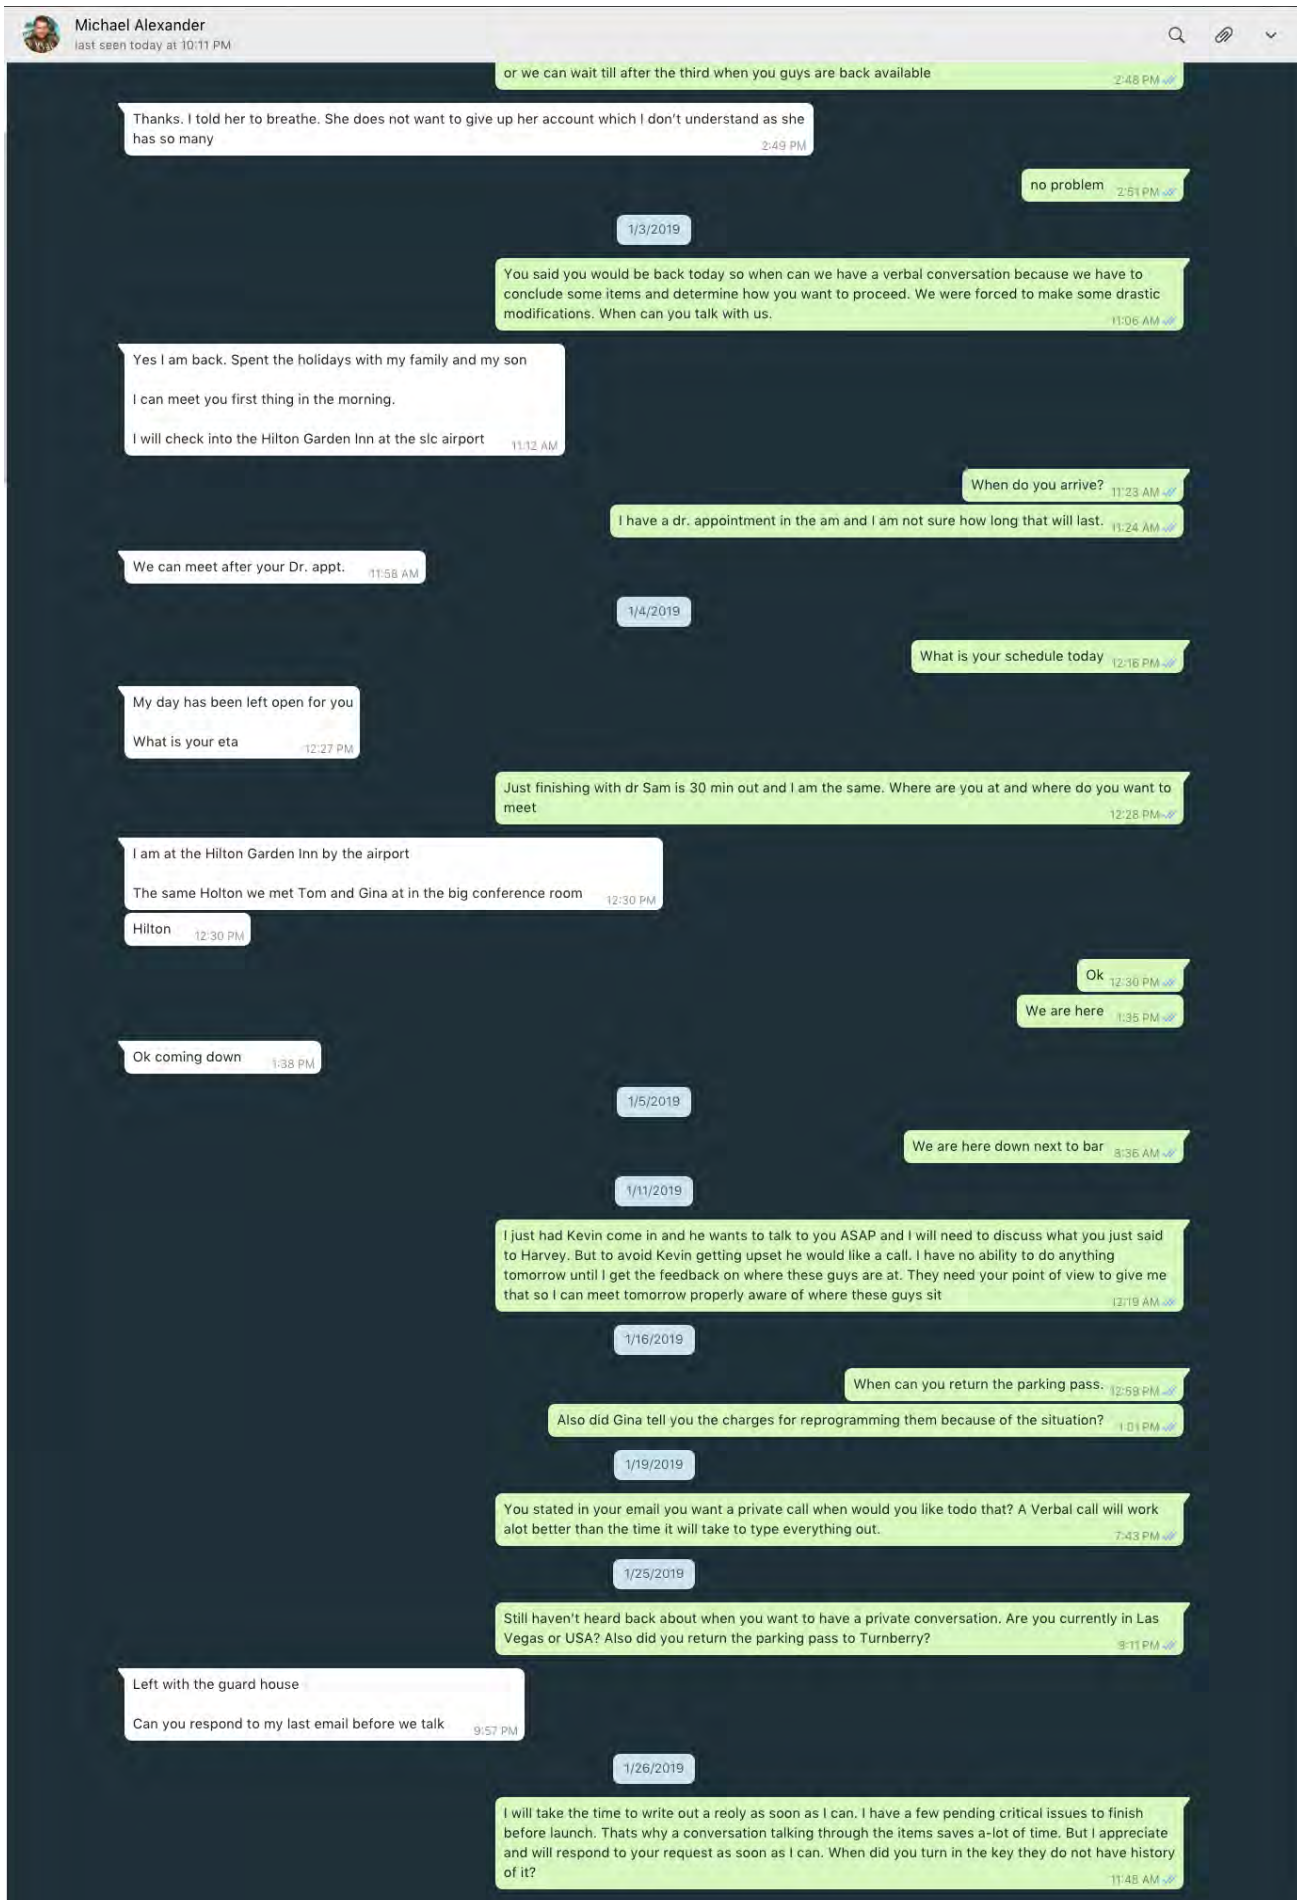 Michael Alexander
last seen today at 10:11 PM
or we can wait till after the third when you guys are back available
2:48 PM
Thanks. I told her to breathe. She does not want to give up her account which I don't understand as she
has so many
2:49 PM
no problem 2:51 PM
1/3/2019
You said you would be back today so when can we have a verbal conversation because we have to
conclude some items and determine how you want to proceed. We were forced to make some drastic
modifications. When can you talk with us.
11:06 AM
Yes I am back. Spent the holidays with my family and my son
I can meet you first thing in the morning.
I will check into the Hilton Garden Inn at the slc airport 11:12 AM
When do you arrive? 11:23 AM
I have a dr. appointment in the am and I am not sure how long that will last. 11:24 AM
We can meet after your Dr. appt. 11:58 AM
1/4/2019
What is your schedule today 12:16 PM
My day has been left open for you
What is your eta 12:27 PM
Just finishing with dr Sam is 30 min out and I am the same. Where are you at and where do you want to
meet
12:28 PM
I am at the Hilton Garden Inn by the airport
The same Holton we met Tom and Gina at in the big conference room 12:30 PM
Hilton 12:30 PM
Ok 12:30 PM
We are here 1:35 PM
Ok coming down 1:38 PM
1/5/2019
We are here down next to bar 8:36 AM
1/11/2019
I just had Kevin come in and he wants to talk to you ASAP and I will need to discuss what you just said
to Harvey. But to avoid Kevin getting upset he would like a call. I have no ability to do anything
tomorrow until I get the feedback on where these guys are at. They need your point of view to give me
that so I can meet tomorrow properly aware of where these guys sit
12:19 AM
1/16/2019
When can you return the parking pass. 12:59 PM
Also did Gina tell you the charges for reprogramming them because of the situation? 1:01 PM
1/19/2019
You stated in your email you want a private call when would you like todo that? A Verbal call will work
alot better than the time it will take to type everything out.
7:43 PM
1/25/2019
Still haven't heard back about when you want to have a private conversation. Are you currently in Las
Vegas or USA? Also did you return the parking pass to Turnberry?
Left with the guard house
Can you respond to my last email before we talk 9:57 PM
1/26/2019
I will take the time to write out a reoly as soon as I can. I have a few pending critical issues to finish
before launch. Thats why a conversation talking through the items saves a-lot of time. But I appreciate
and will respond to your request as soon as I can. When did you turn in the key they do not have history
of it?
11:48 AM